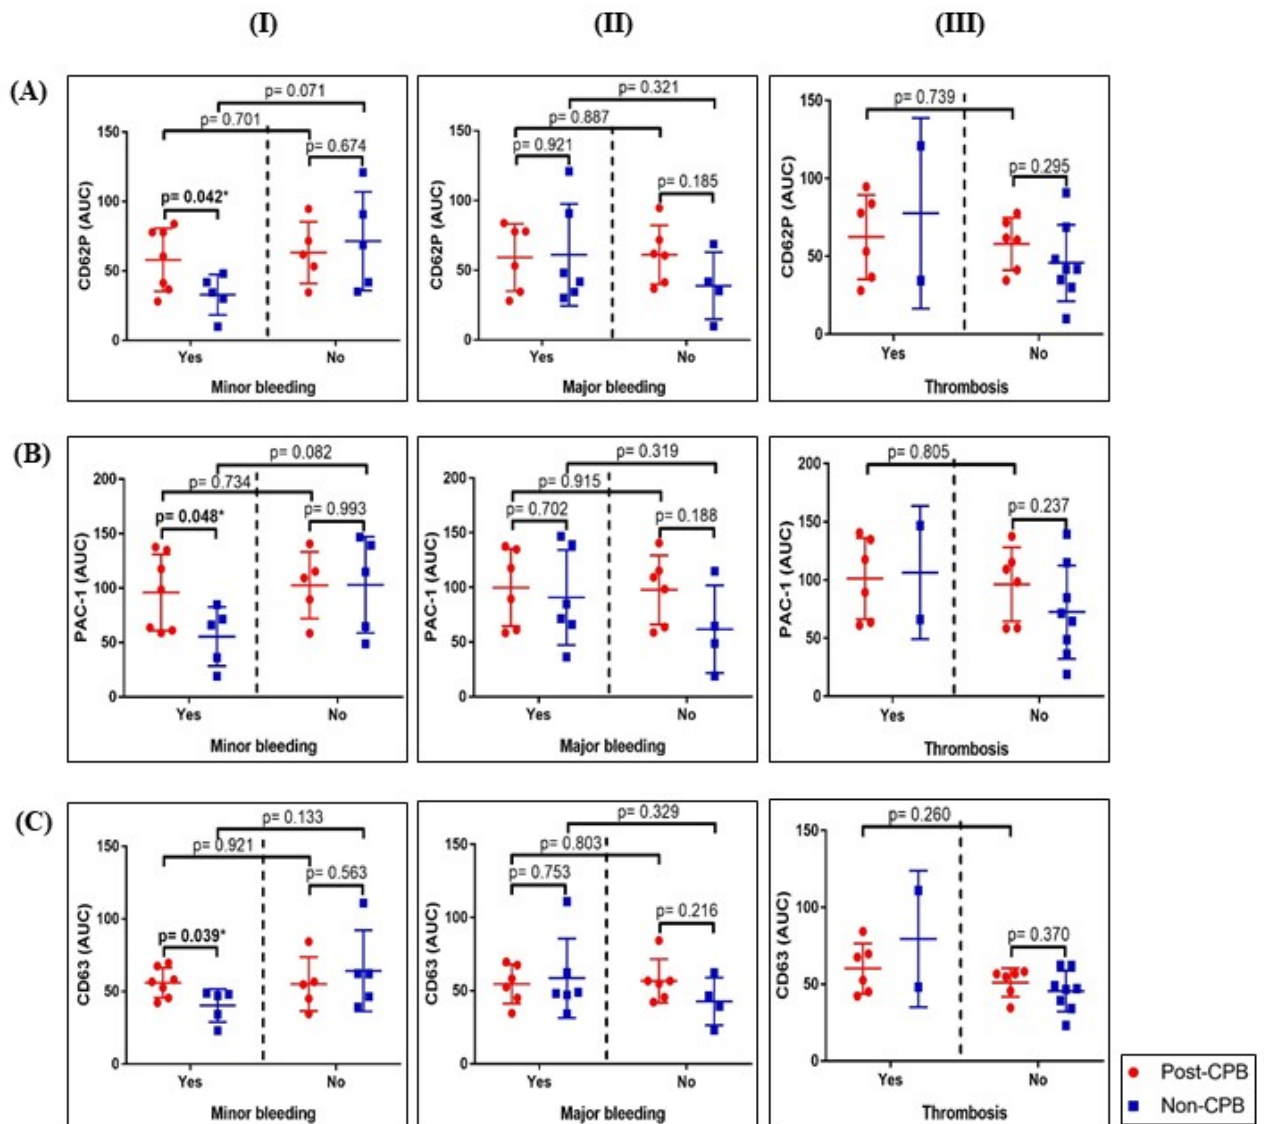 (I) (II) (III)
(A)
p= 0.071
p= 0.701
p= 0.674
p= 0.042*
150
100
50
0
CD62P (AUC)
Yes No
Minor bleeding
p= 0.321
p= 0.887
p= 0.921
p= 0.185
150
100
50
0
CD62P (AUC)
Yes No
Major bleeding
p= 0.739
p= 0.295
150
100
50
0
CD62P (AUC)
Yes No
Thrombosis
(B)
p= 0.082
p= 0.734
p= 0.048*
p= 0.993
200
150
100
50
0
PAC-1 (AUC)
Yes No
Minor bleeding
p= 0.319
p= 0.915
p= 0.702
p= 0.188
200
150
100
50
0
PAC-1 (AUC)
Yes No
Major bleeding
p= 0.805
p= 0.237
200
150
100
50
0
PAC-1 (AUC)
Yes No
Thrombosis
(C)
p= 0.133
p= 0.921
p= 0.563
p= 0.039*
150
100
50
0
CD63 (AUC)
Yes No
Minor bleeding
p= 0.329
p= 0.803
p= 0.753
p= 0.216
150
100
50
0
CD63 (AUC)
Yes No
Major bleeding
p= 0.260
p= 0.370
150
100
50
0
CD63 (AUC)
Yes No
Thrombosis
Post-CPB
Non-CPB